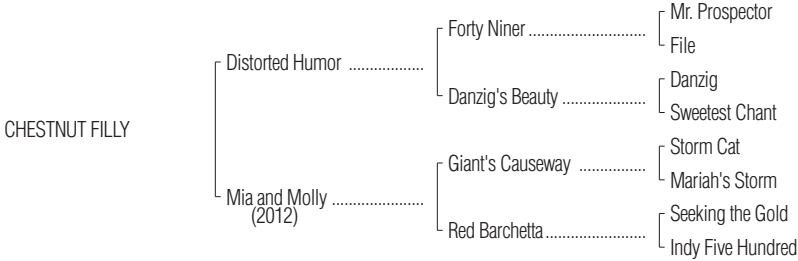 Mr. Prospector
Forty Niner ............................
File
Distorted Humor ..................
Danzig
Danzig's Beauty ....................
Sweetest Chant
CHESTNUT FILLY
Storm Cat
Giant's Causeway ................
Mariah's Storm
Mia and Molly ......................
(2012)
Seeking the Gold
Red Barchetta........................
Indy Five Hundred